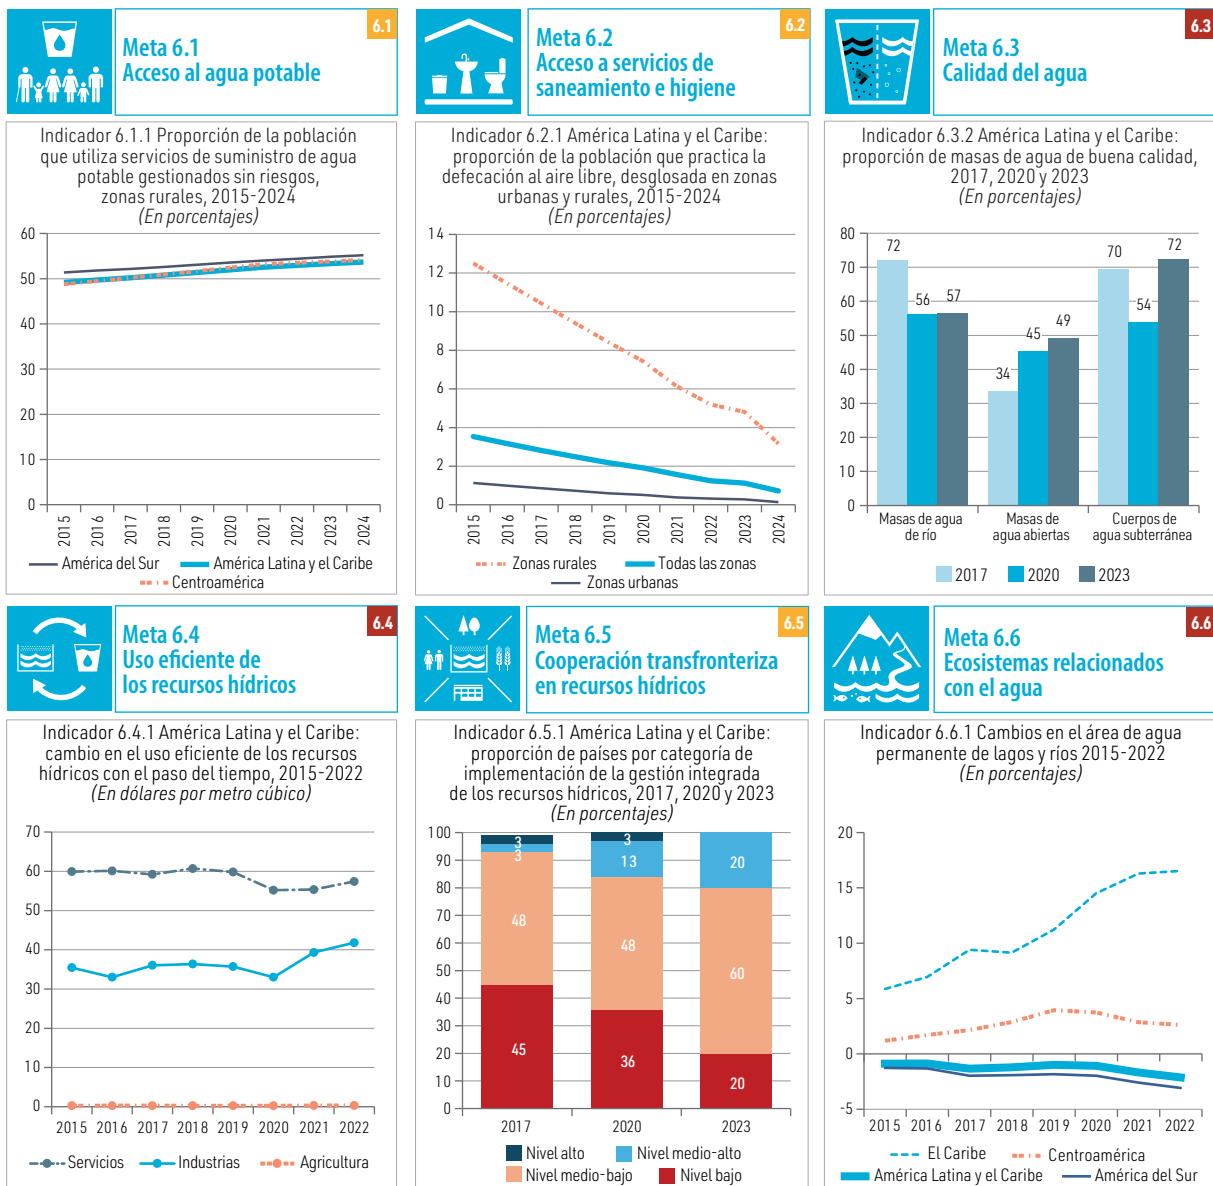 6.1
Meta 6.1
Acceso al agua potable
Indicador 6.1.1 Proporción de la población
que utiliza servicios de suministro de agua
potable gestionados sin riesgos,
zonas rurales, 2015-2024
(En porcentajes)
60
50
40
30
20
10
0
2015
2016
2017
2018
2019
2020
2021
2022
2023
2024
América del Sur
América Latina y el Caribe
Centroamérica
6.2
Meta 6.2
Acceso a servicios de
saneamiento e higiene
Indicador 6.2.1 América Latina y el Caribe:
proporción de la población que practica la
defecación al aire libre, desglosada en zonas
urbanas y rurales, 2015-2024
(En porcentajes)
14
12
10
8
6
4
2
0
2015
2016
2017
2018
2019
2020
2021
2022
2023
2024
Zonas rurales
Todas las zonas
Zonas urbanas
6.3
Meta 6.3
Calidad del agua
Indicador 6.3.2 América Latina y el Caribe:
proporción de masas de agua de buena calidad,
2017, 2020 y 2023
(En porcentajes)
80
70
60
50
40
30
20
10
0
72
56
57
34
45
49
70
54
72
Masas de agua
de río
Masas de
agua abiertas
Cuerpos de
agua subterránea
2017
2020
2023
6.4
Meta 6.4
Uso eficiente de
los recursos hídricos
Indicador 6.4.1 América Latina y el Caribe:
cambio en el uso eficiente de los recursos
hídricos con el paso del tiempo, 2015-2022
(En dólares por metro cúbico)
70
60
50
40
30
20
10
0
2015 2016 2017 2018 2019 2020 2021 2022
Servicios
Industrias
Agricultura
6.5
Meta 6.5
Cooperación transfronteriza
en recursos hídricos
Indicador 6.5.1 América Latina y el Caribe:
proporción de países por categoría de
implementación de la gestión integrada
de los recursos hídricos, 2017, 2020 y 2023
(En porcentajes)
100
90
80
70
60
50
40
30
20
10
0
3
3
48
45
3
13
48
36
20
60
20
2017
2020
2023
Nivel alto
Nivel medio-alto
Nivel medio-bajo
Nivel bajo
6.6
Meta 6.6
Ecosistemas relacionados
con el agua
Indicador 6.6.1 Cambios en el área de agua
permanente de lagos y ríos 2015-2022
(En porcentajes)
20
15
10
5
0
-5
2015 2016 2017 2018 2019 2020 2021 2022
El Caribe
Centroamérica
América Latina y el Caribe
América del Sur